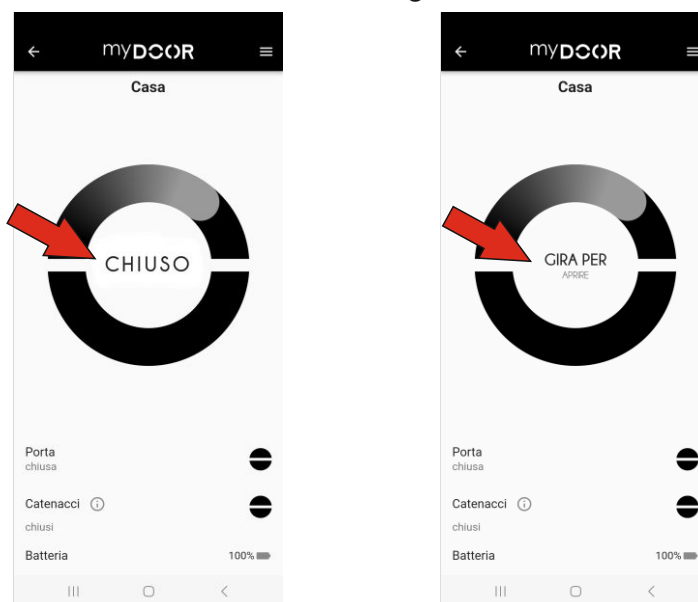 myDOOR
Casa
CHIUSO
Porta
chiusa
Catenacci
chiusi
Batteria
100%
myDOOR
Casa
GIRA PER
APRIRE
Porta
chiusa
Catenacci
chiusi
Batteria
100%